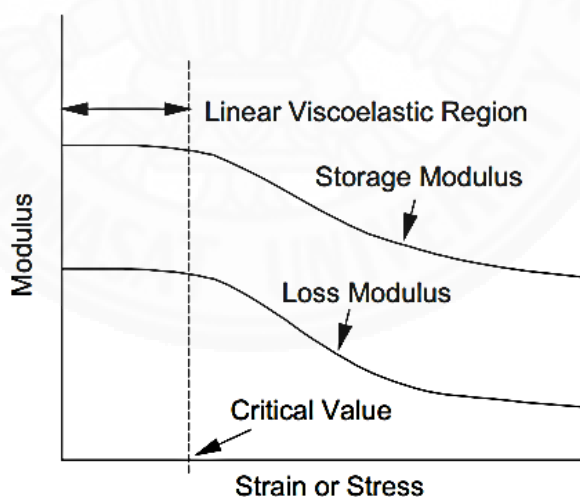 Linear Viscoelastic Region
Storage Modulus
Modulus
Loss Modulus
Critical Value
Strain or Stress